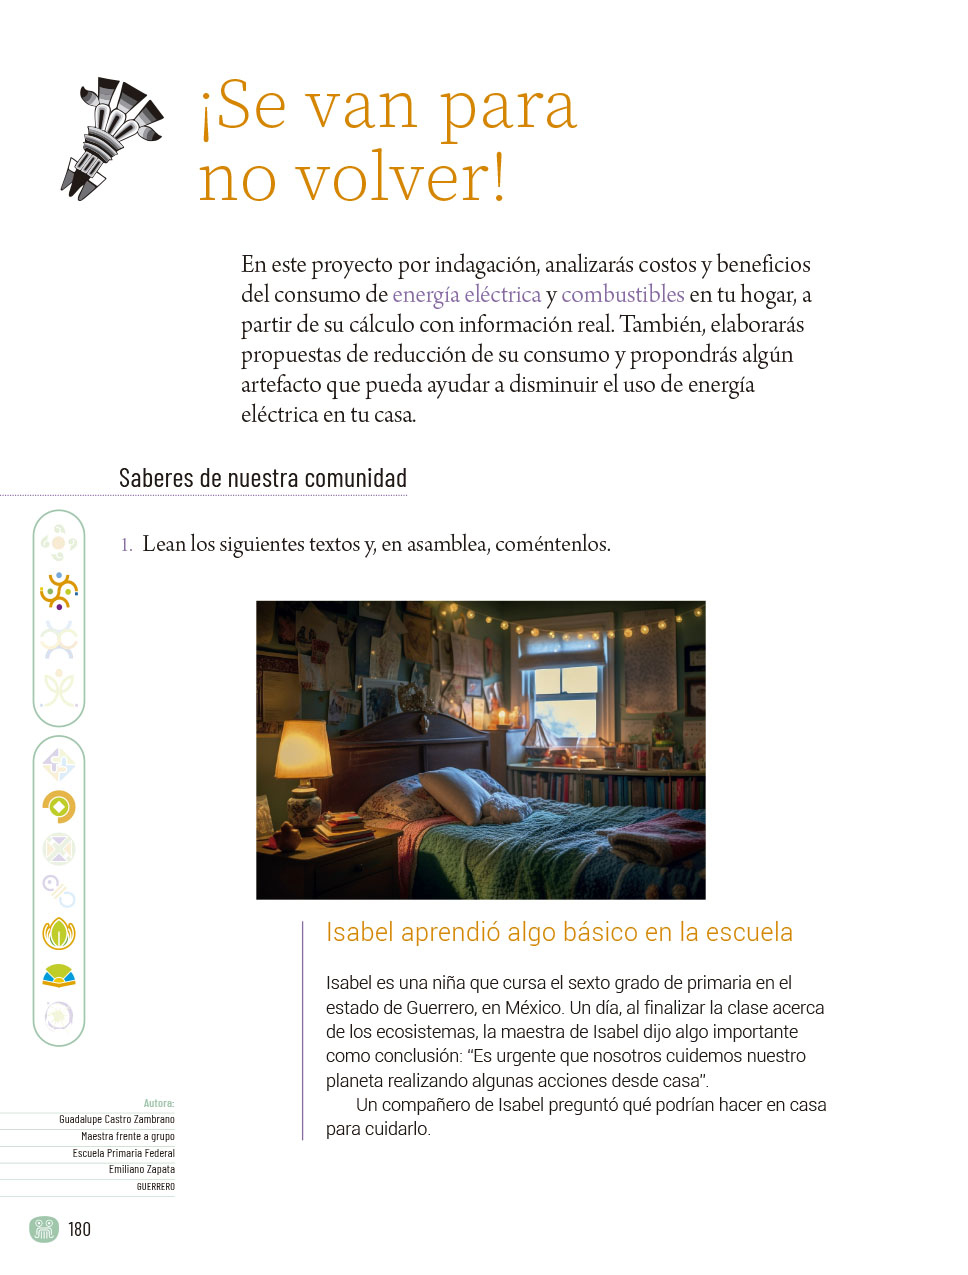 ¡Se van para
no volver!
En este proyecto por indagación, analizarás costos y beneficios
del consumo de energía eléctrica y combustibles en tu hogar, a
partir de su cálculo con información real. También, elaborarás
propuestas de reducción de su consumo y propondrás algún
artefacto que pueda ayudar a disminuir el uso de energía
eléctrica en tu casa.
Saberes de nuestra comunidad
1. Lean los siguientes textos y, en asamblea, coméntenlos.
Isabel aprendió algo básico en la escuela
Isabel es una niña que cursa el sexto grado de primaria en el
estado de Guerrero, en México. Un día, al finalizar la clase acerca
de los ecosistemas, la maestra de Isabel dijo algo importante
como conclusión: “Es urgente que nosotros cuidemos nuestro
planeta realizando algunas acciones desde casa”.
Un compañero de Isabel preguntó qué podrían hacer en casa
para cuidarlo.
Autora:
Guadalupe Castro Zambrano
Maestra frente a grupo
Escuela Primaria Federal
Emiliano Zapata
GUERRERO
180